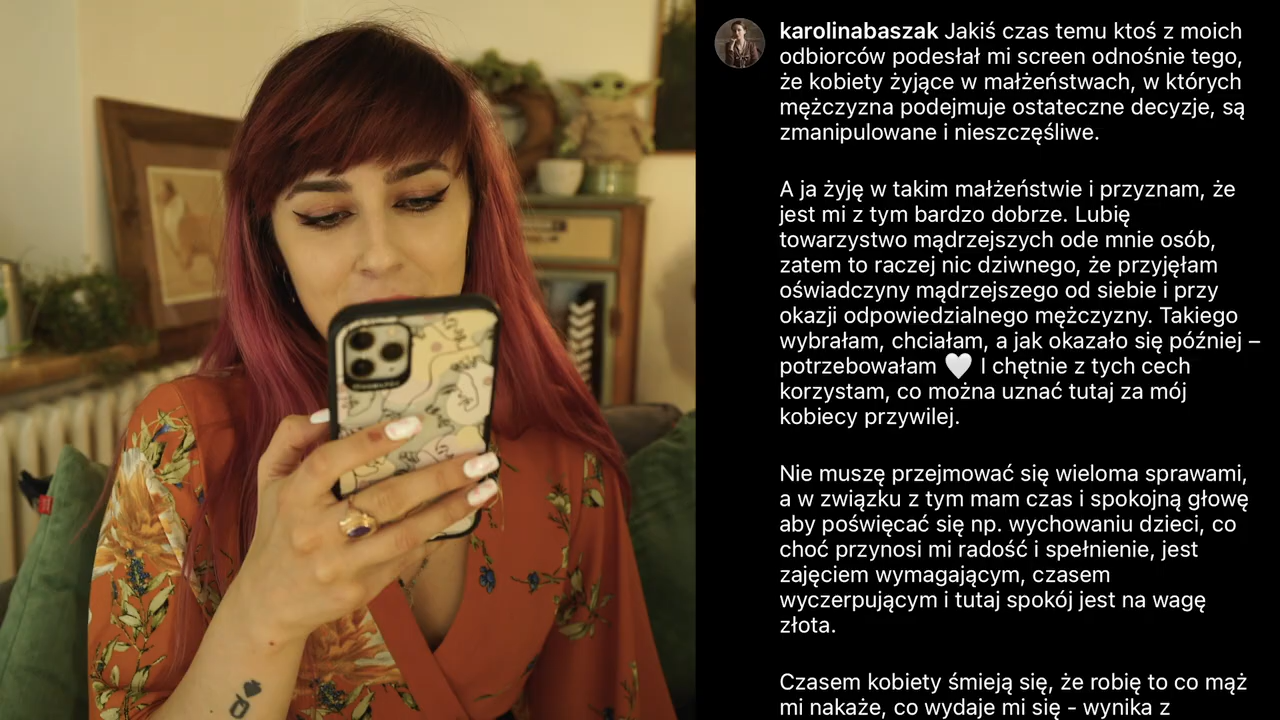 karolinabaszak Jakiś czas temu ktoś z moich
odbiorców podesłał mi screen odnośnie tego,
że kobiety żyjące w małżeństwach, w których
mężczyzna podejmuje ostateczne decyzje, są
zmanipulowane i nieszczęśliwe.
A ja żyję w takim małżeństwie i przyznam, że
jest mi z tym bardzo dobrze. Lubię
towarzystwo mądrzejszych ode mnie osób,
zatem to raczej nic dziwnego, że przyjęłam
oświadczyny mądrzejszego od siebie i przy
okazji odpowiedzialnego mężczyzny. Takiego
wybrałam, chciałam, a jak okazało się później –
potrzebowałam 🤍 I chętnie z tych cech
korzystam, co można uznać tutaj za mój
kobiecy przywilej.
Nie muszę przejmować się wieloma sprawami,
a w związku z tym mam czas i spokojną głowę
aby poświęcać się np. wychowaniu dzieci, co
choć przynosi mi radość i spełnienie, jest
zajęciem wymagającym, czasem
wyczerpującym i tutaj spokój jest na wagę
złota.
Czasem kobiety śmieją się, że robię to co mąż
mi nakaże, co wydaje mi się - wynika z